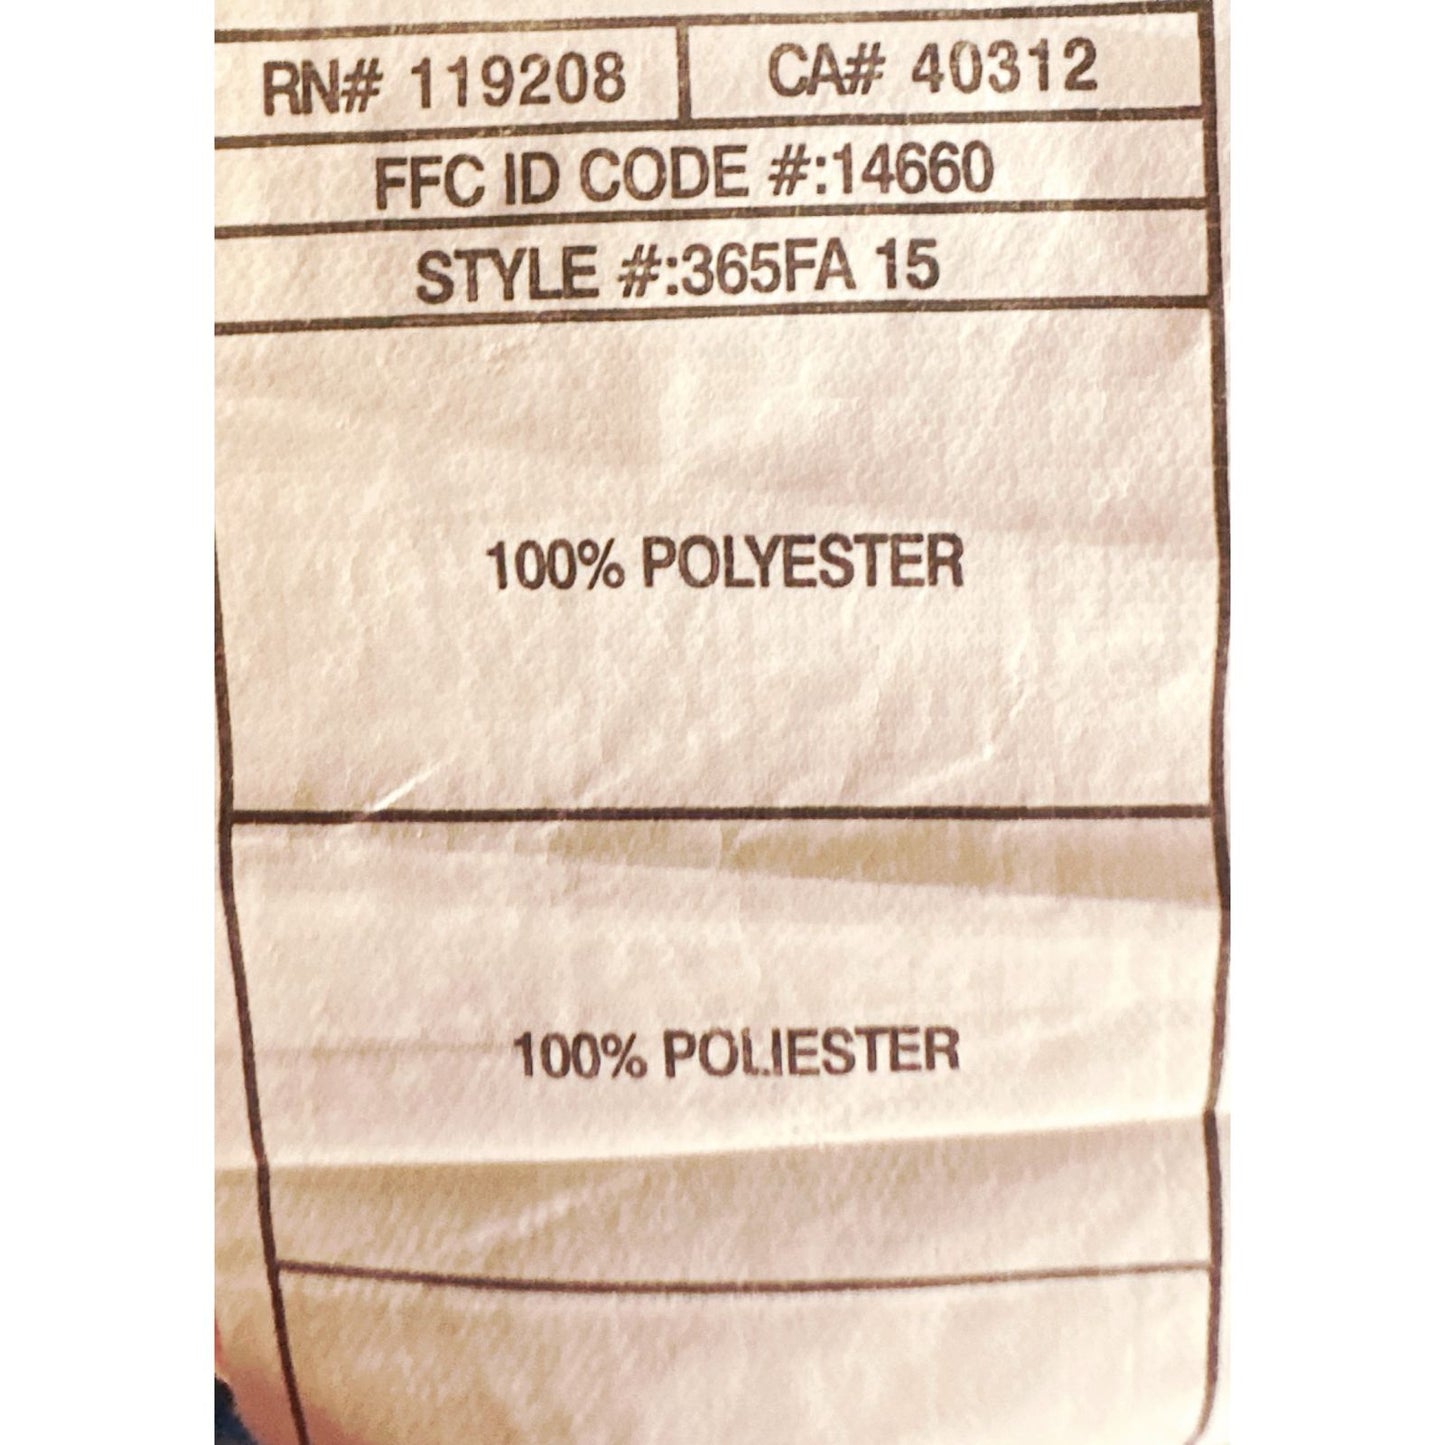 RN# 119208 CA# 40312
FFC ID CODE #:14660
STYLE #:365FA 15
100% POLYESTER
100% POLIESTER